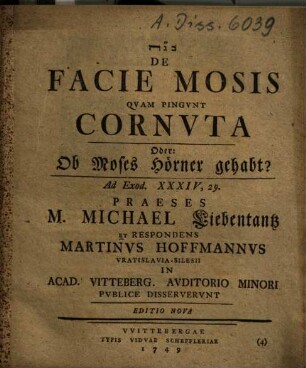 A. Diss. 6039
DE
FACIE MOSIS
QVAM PINGVNT
CORNVTA
Oder:
Ob Moses Hörner gehabt?
Ad Exod. XXXIV, 29.
PRAESES
M. MICHAEL Liebentantz
ET RESPONDENS
MARTINVS HOFFMANNVS
VRATISLAVIA-SILESII
IN
ACAD. VITTEBERG. AVDITORIO MINORI
PVBLICE DISSERVERVNT
EDITIO NOVA
VVITTEBERGAE
TYPIS VIDVAE SCHEFFLERIAE (4)
1749